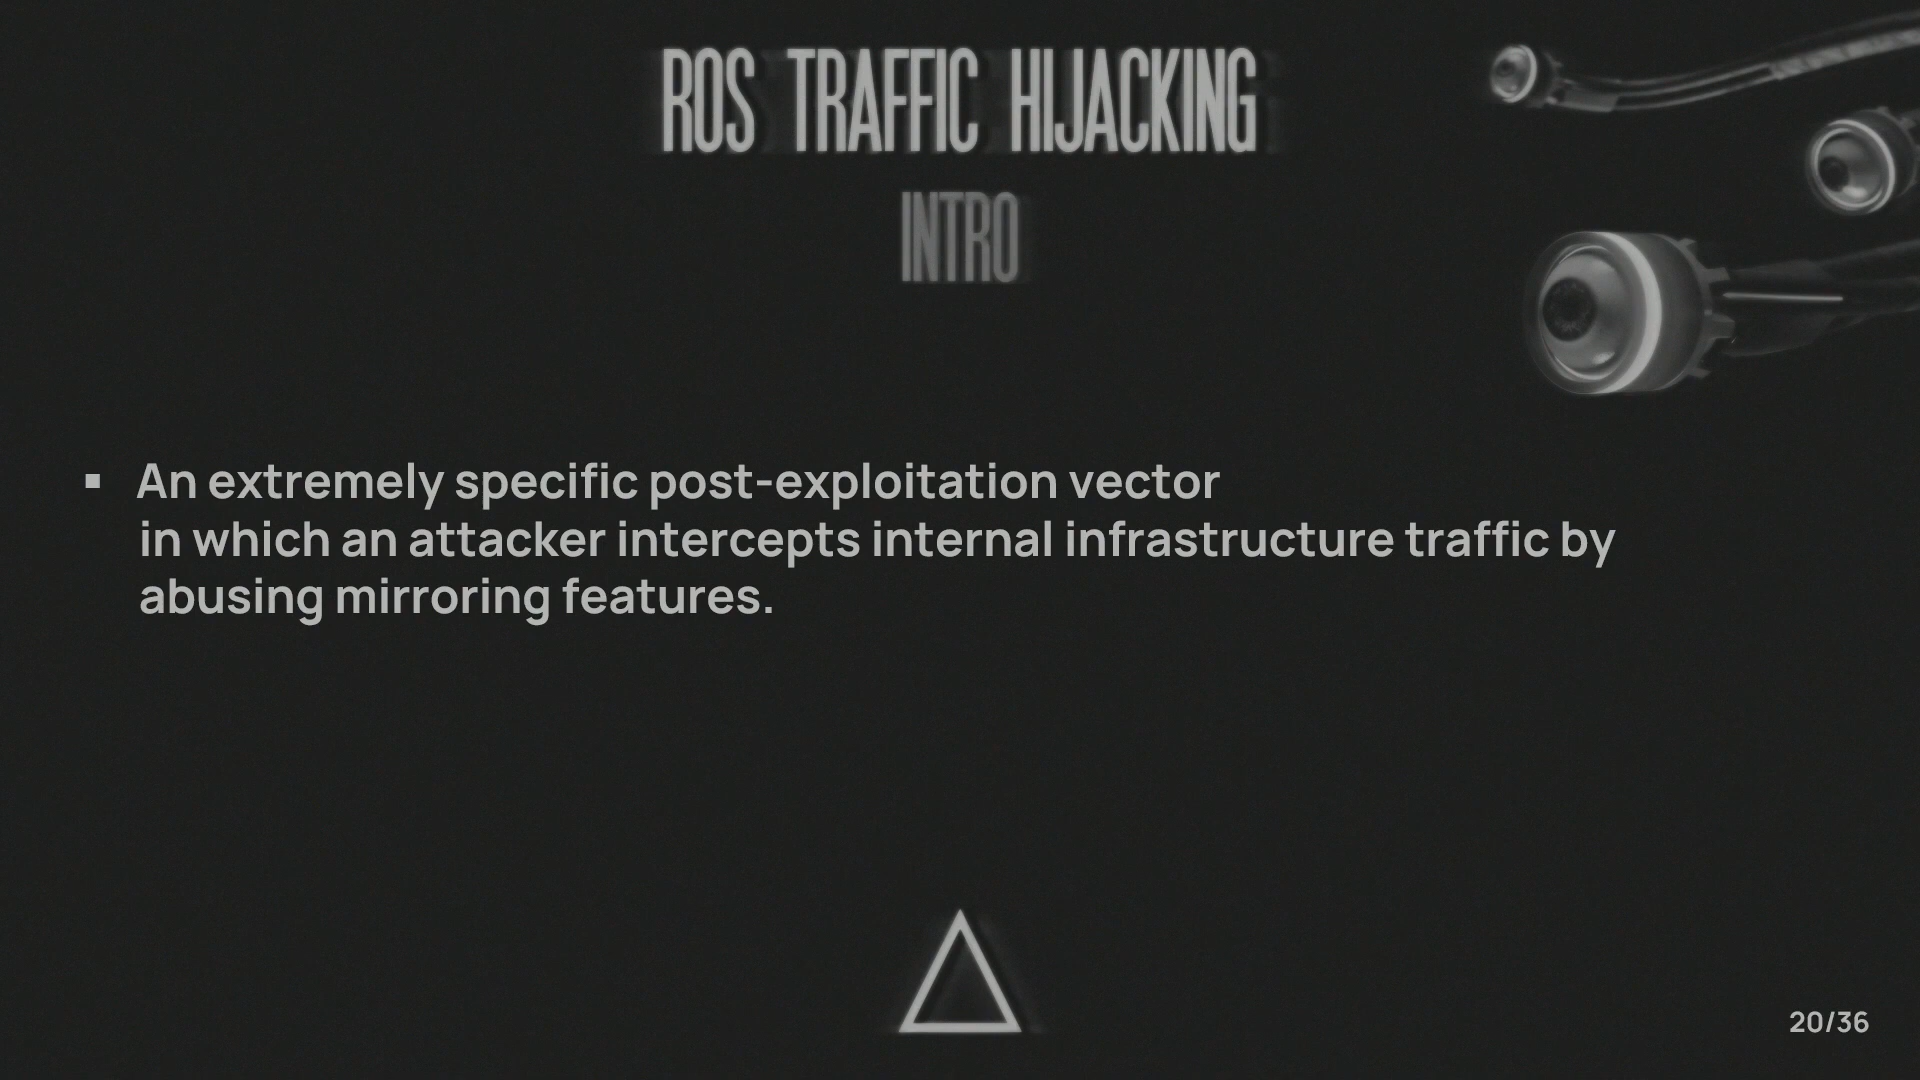 ROS TRAFFIC HIJACKING
INTRO
▪ An extremely specific post-exploitation vector
in which an attacker intercepts internal infrastructure traffic by
abusing mirroring features.
20/36